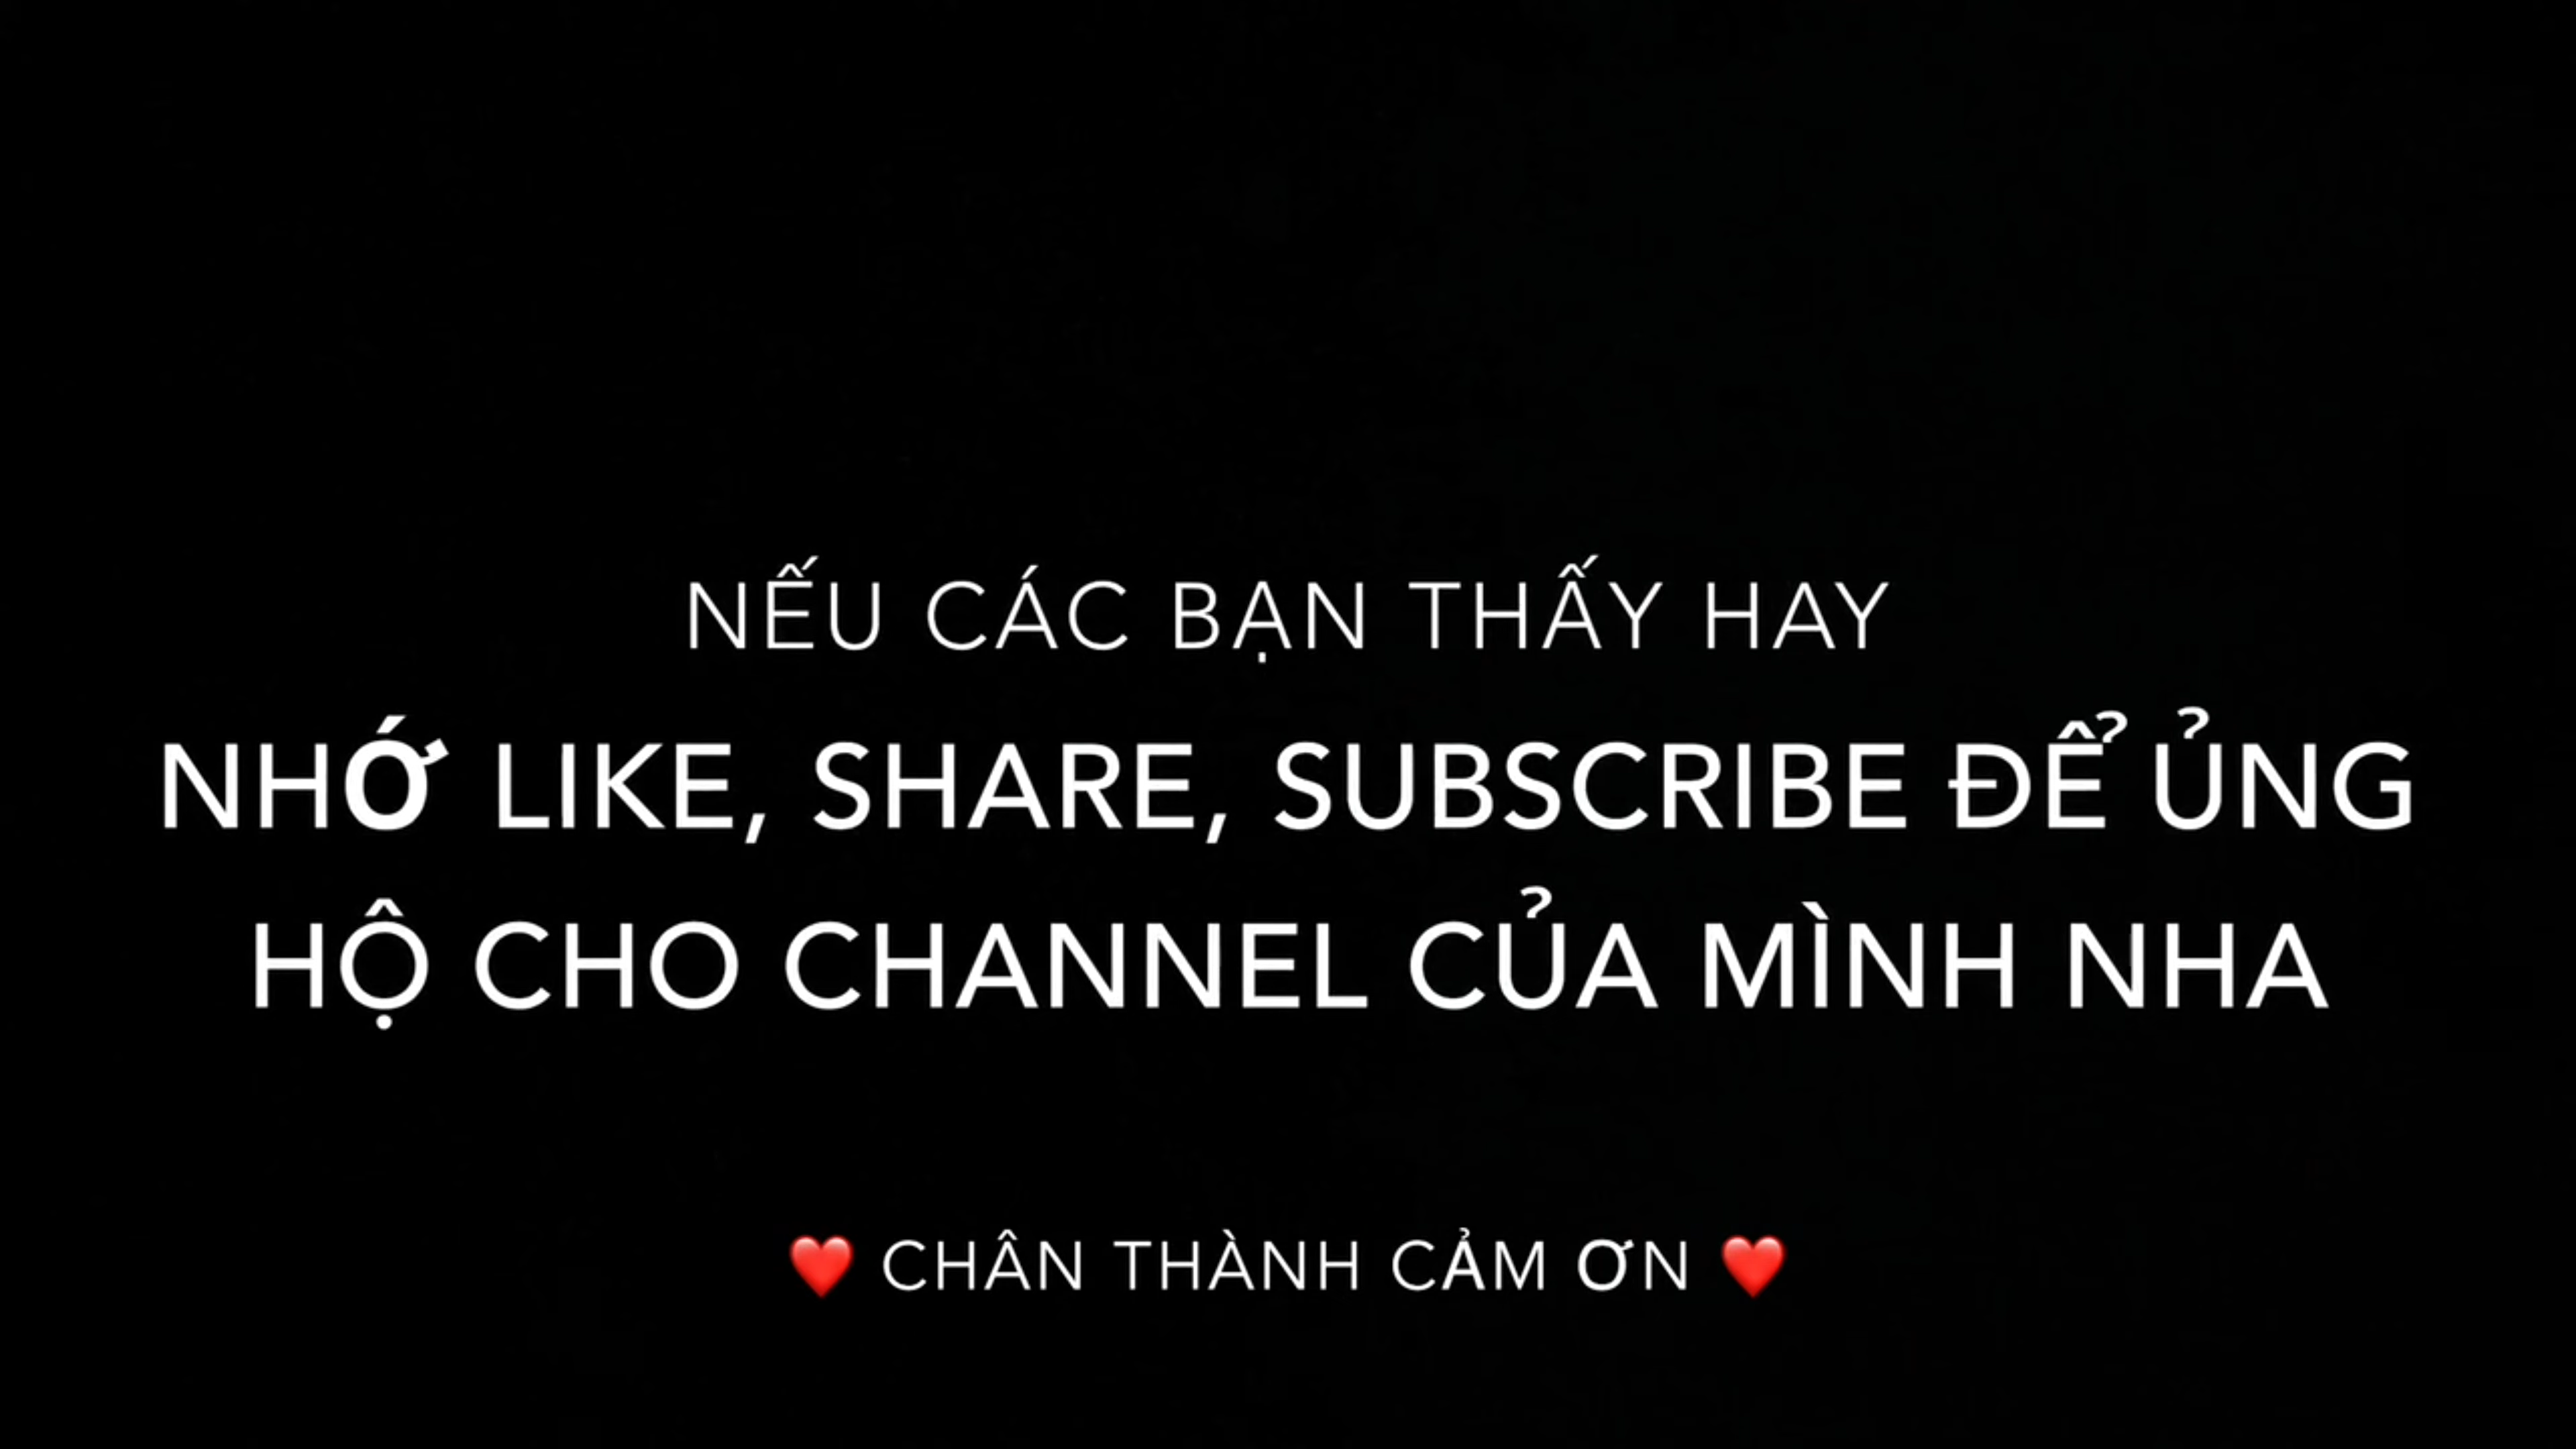 NẾU CÁC BẠN THẤY HAY
NHỚ LIKE, SHARE, SUBSCRIBE ĐỂ ỦNG
HỘ CHO CHANNEL CỦA MÌNH NHA
❤️ CHÂN THÀNH CẢM ƠN ❤️